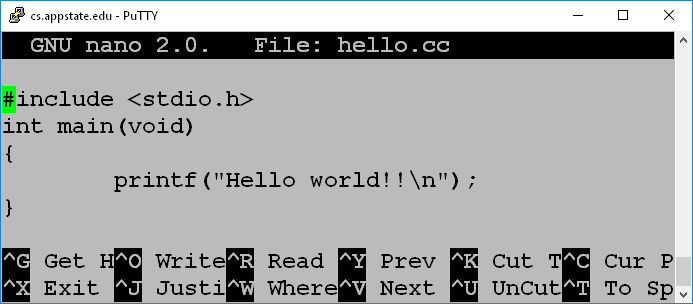 cs.appstate.edu - PuTTY
GNU nano 2.0. File: hello.cc
#include <stdio.h>
int main(void)
{
printf("Hello world!!\n");
}
^G Get H^O Write^R Read ^Y Prev ^K Cut T^C Cur P
^X Exit ^J Justi^W Where^V Next ^U UnCut^T To Sp